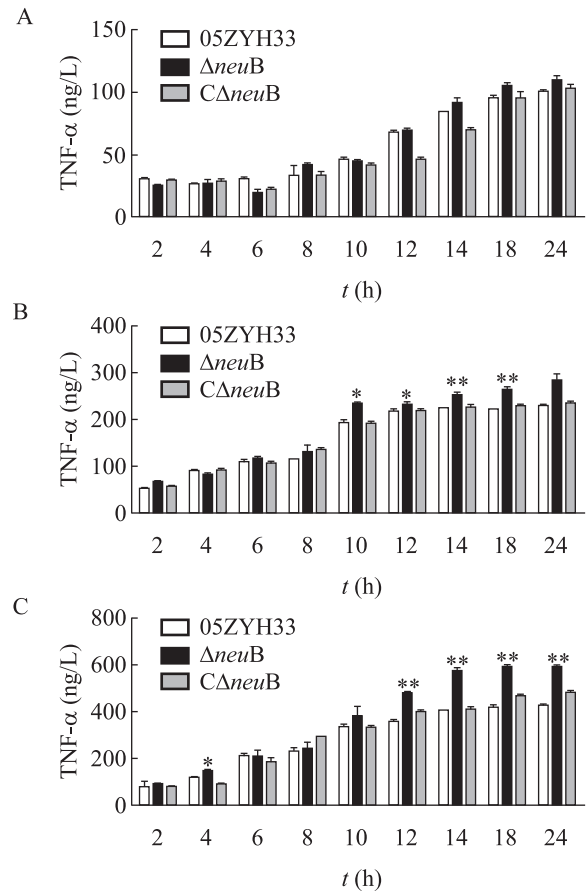 A
TNF-α (ng/L)
150
100
50
0
05ZYH33
ΔneuB
CΔneuB
2 4 6 8 10 12 14 18 24
t (h)
B
TNF-α (ng/L)
400
300
200
100
0
05ZYH33
ΔneuB
CΔneuB
* * ** **
2 4 6 8 10 12 14 18 24
t (h)
C
TNF-α (ng/L)
800
600
400
200
0
05ZYH33
ΔneuB
CΔneuB
* ** ** ** **
2 4 6 8 10 12 14 18 24
t (h)